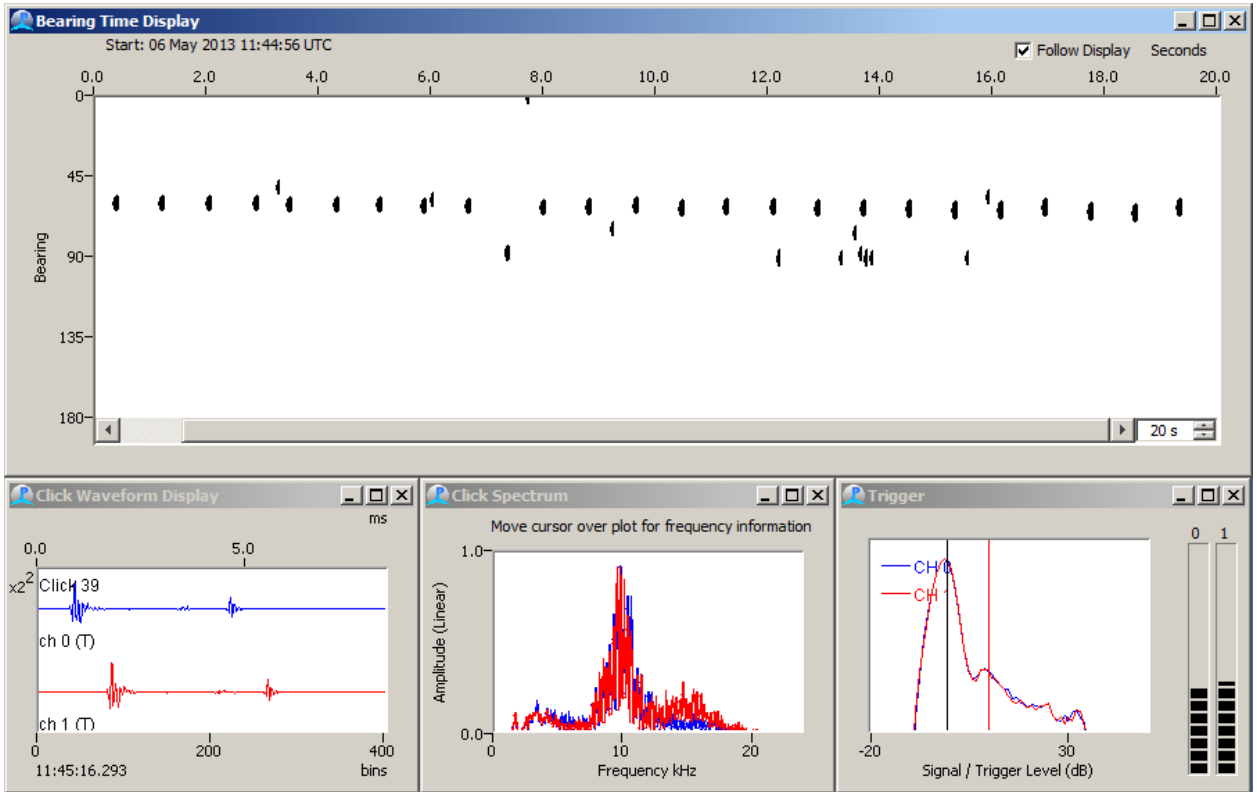 Bearing Time Display
Start: 06 May 2013 11:44:56 UTC
Follow Display Seconds
0.0 2.0 4.0 6.0 8.0 10.0 12.0 14.0 16.0 18.0 20.0
0
45
90
135
180
Bearing
20 s
Click Waveform Display
ms
0.0 5.0
x2²
Click 39
ch 0 (T)
ch 1 (T)
0 200 400
11:45:16.293 bins
Click Spectrum
Move cursor over plot for frequency information
1.0
Amplitude (Linear)
0.0
0 10 20
Frequency kHz
Trigger
0 1
CH 0
CH 1
-20 30
Signal / Trigger Level (dB)